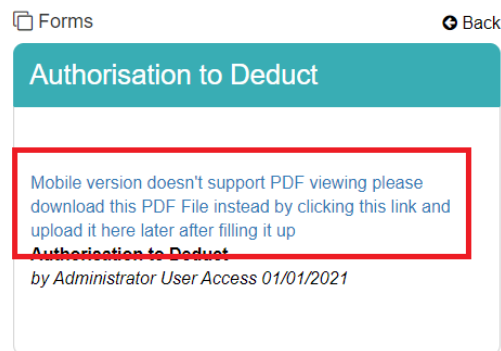 Forms
Back
Authorisation to Deduct
Mobile version doesn't support PDF viewing please
download this PDF File instead by clicking this link and
upload it here later after filling it up
Authorisation to Deduct
by Administrator User Access 01/01/2021